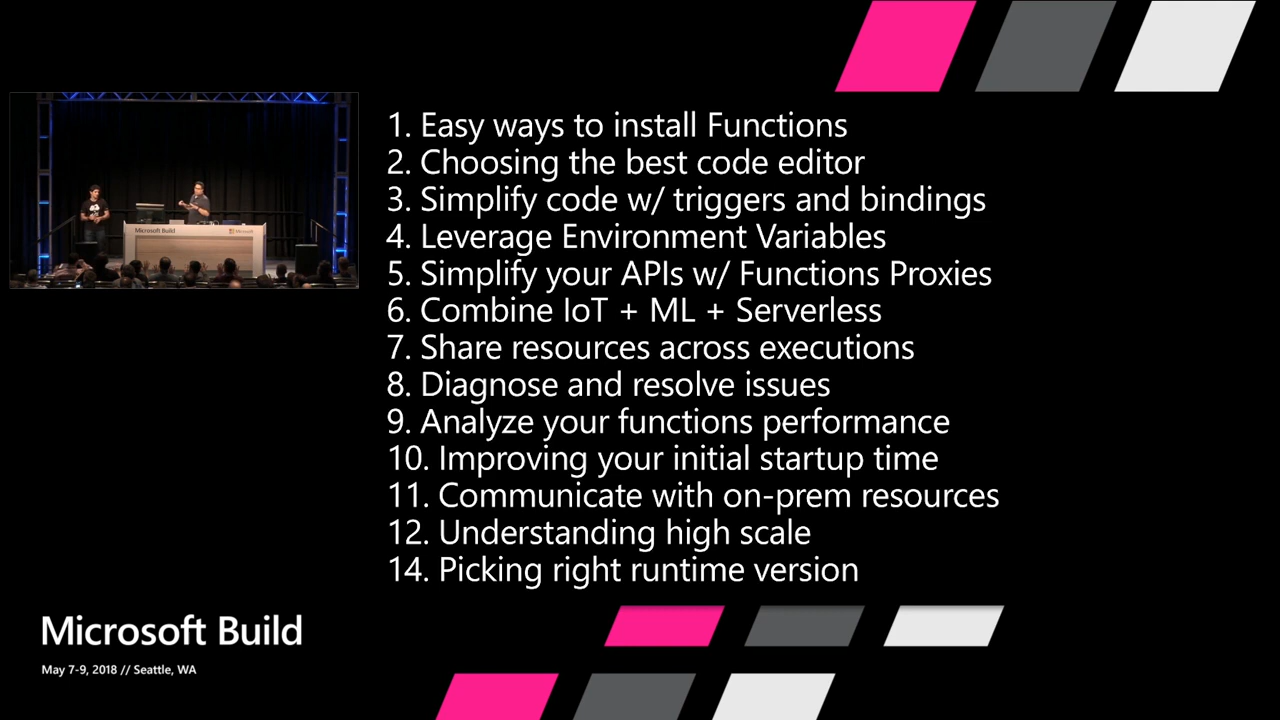 1. Easy ways to install Functions
2. Choosing the best code editor
3. Simplify code w/ triggers and bindings
4. Leverage Environment Variables
5. Simplify your APIs w/ Functions Proxies
6. Combine IoT + ML + Serverless
7. Share resources across executions
8. Diagnose and resolve issues
9. Analyze your functions performance
10. Improving your initial startup time
11. Communicate with on-prem resources
12. Understanding high scale
14. Picking right runtime version
Microsoft Build
Microsoft
Microsoft Build
May 7-9, 2018 // Seattle, WA